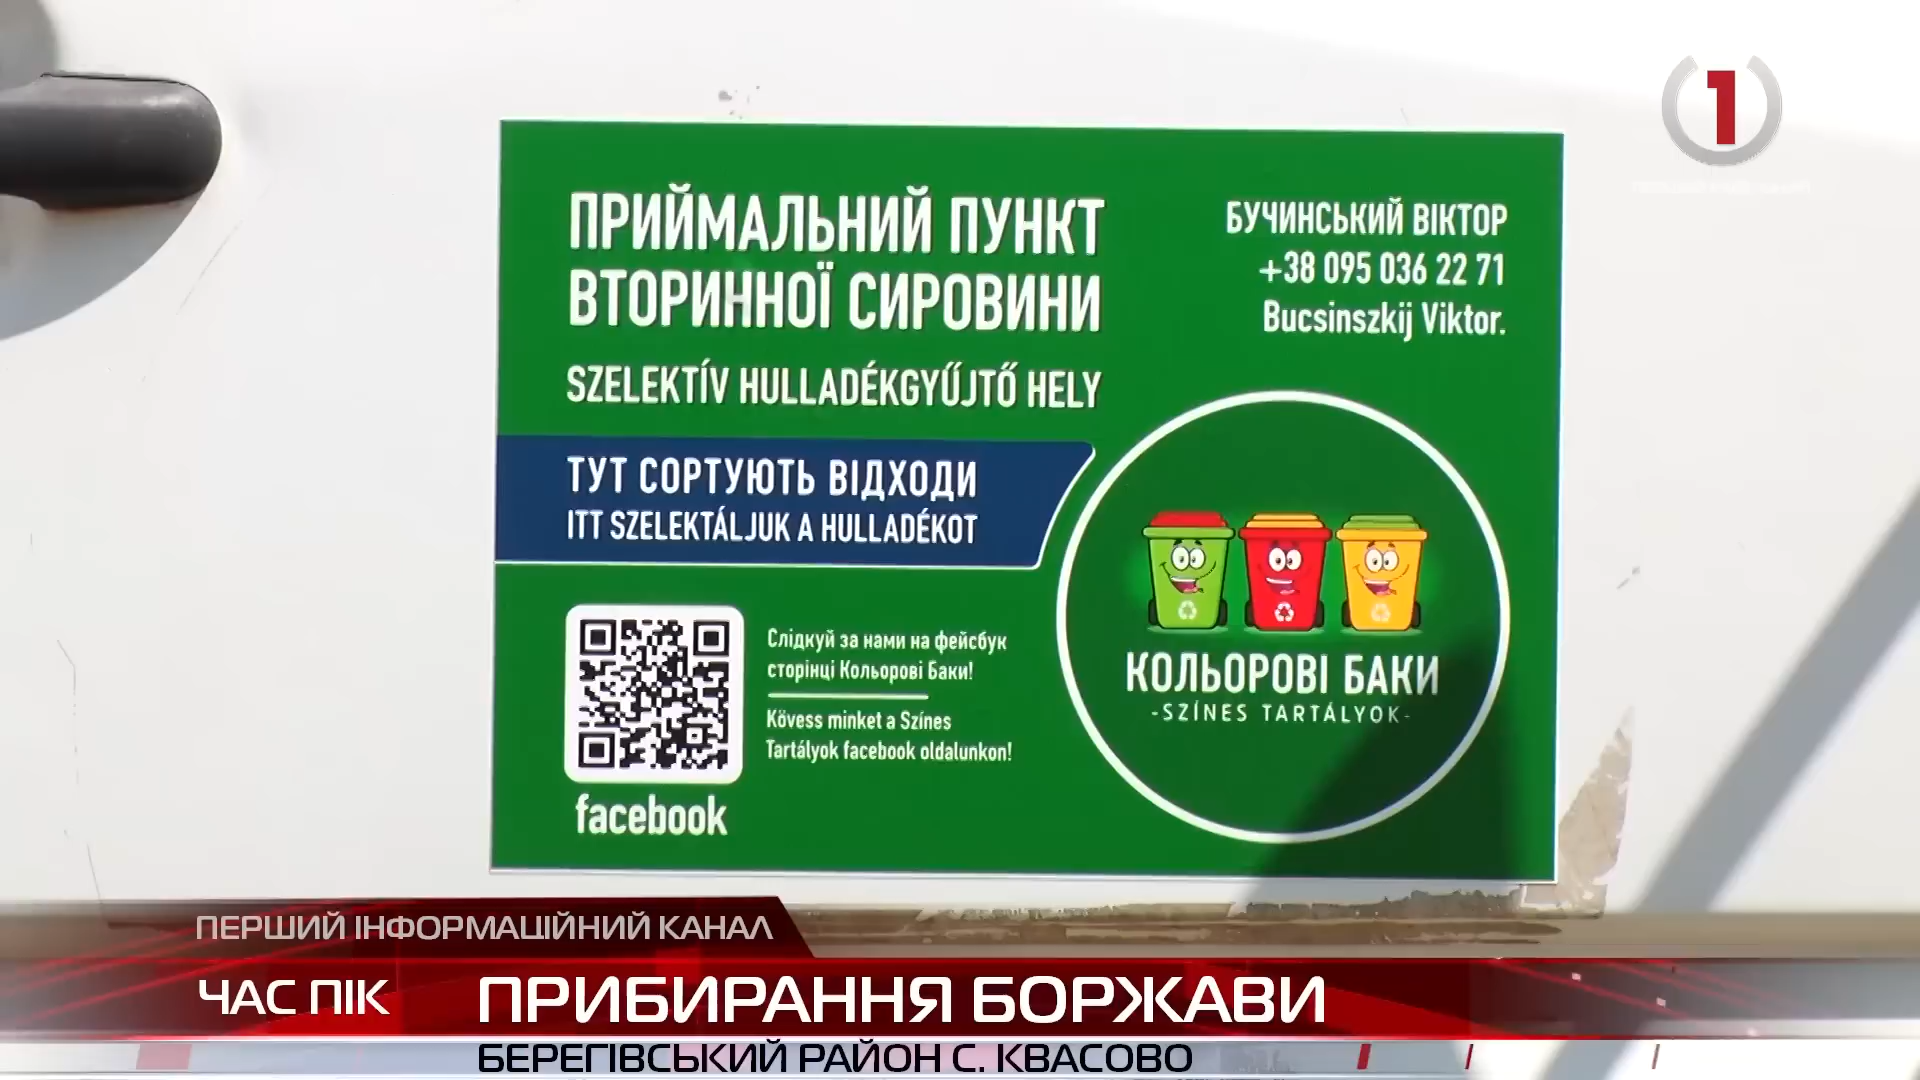 1
ПРИЙМАЛЬНИЙ ПУНКТ
ВТОРИННОЇ СИРОВИНИ
SZELEKTÍV HULLADÉKGYŰJTŐ HELY
БУЧИНСЬКИЙ ВІКТОР
+38 095 036 22 71
Bucsinszkij Viktor.
ТУТ СОРТУЮТЬ ВІДХОДИ
ITT SZELEKTÁLJUK A HULLADÉKOT
Слідкуй за нами на фейсбук
сторінці Кольорові Баки!
Kövess minket a Színes
Tartályok facebook oldalunkon!
facebook
КОЛЬОРОВІ БАКИ
-SZÍNES TARTÁLYOK-
ПЕРШИЙ ІНФОРМАЦІЙНИЙ КАНАЛ
ЧАС ПІК
ПРИБИРАННЯ БОРЖАВИ
БЕРЕГІВСЬКИЙ РАЙОН С. КВАСОВО